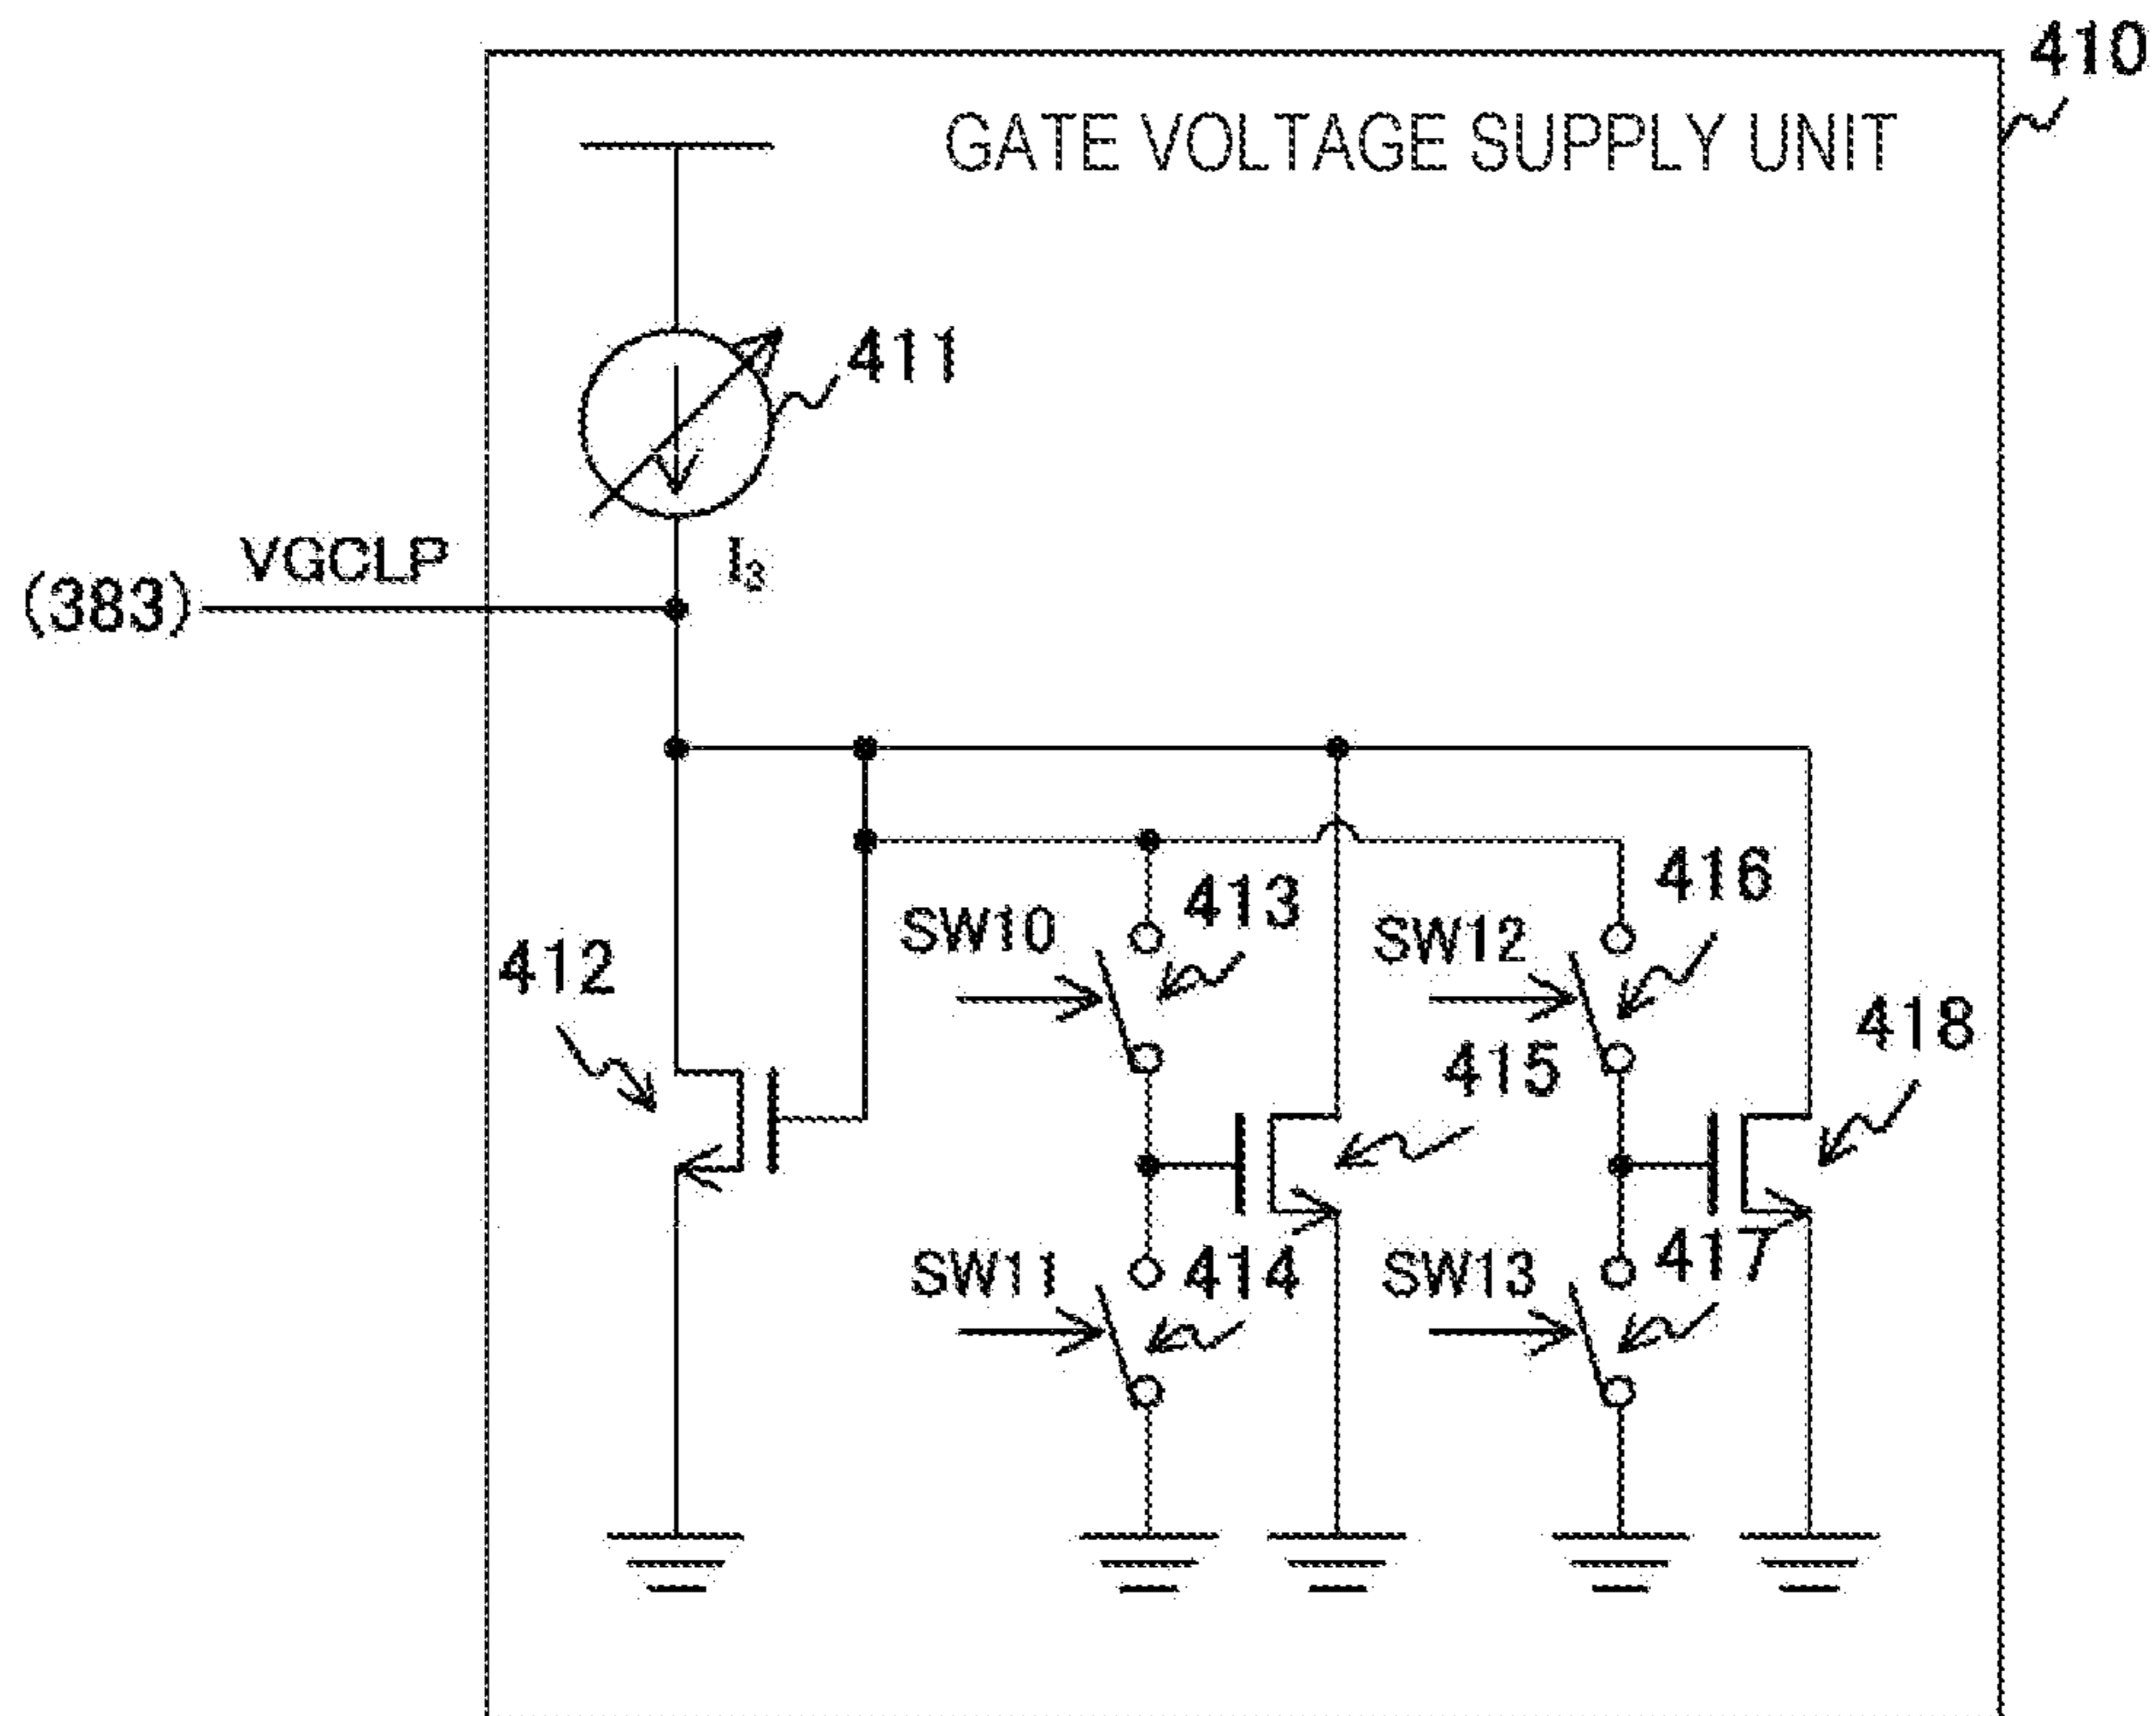 410
GATE VOLTAGE SUPPLY UNIT
411
VGCLP
I3
(383)
416
413
SW10
SW12
412
418
415
SW11
414
SW13
417